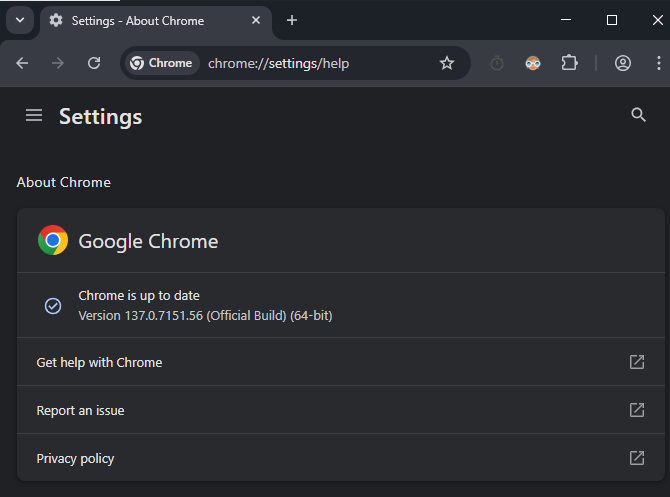 Settings - About Chrome
Chrome
chrome://settings/help
Settings
About Chrome
Google Chrome
Chrome is up to date
Version 137.0.7151.56 (Official Build) (64-bit)
Get help with Chrome
Report an issue
Privacy policy